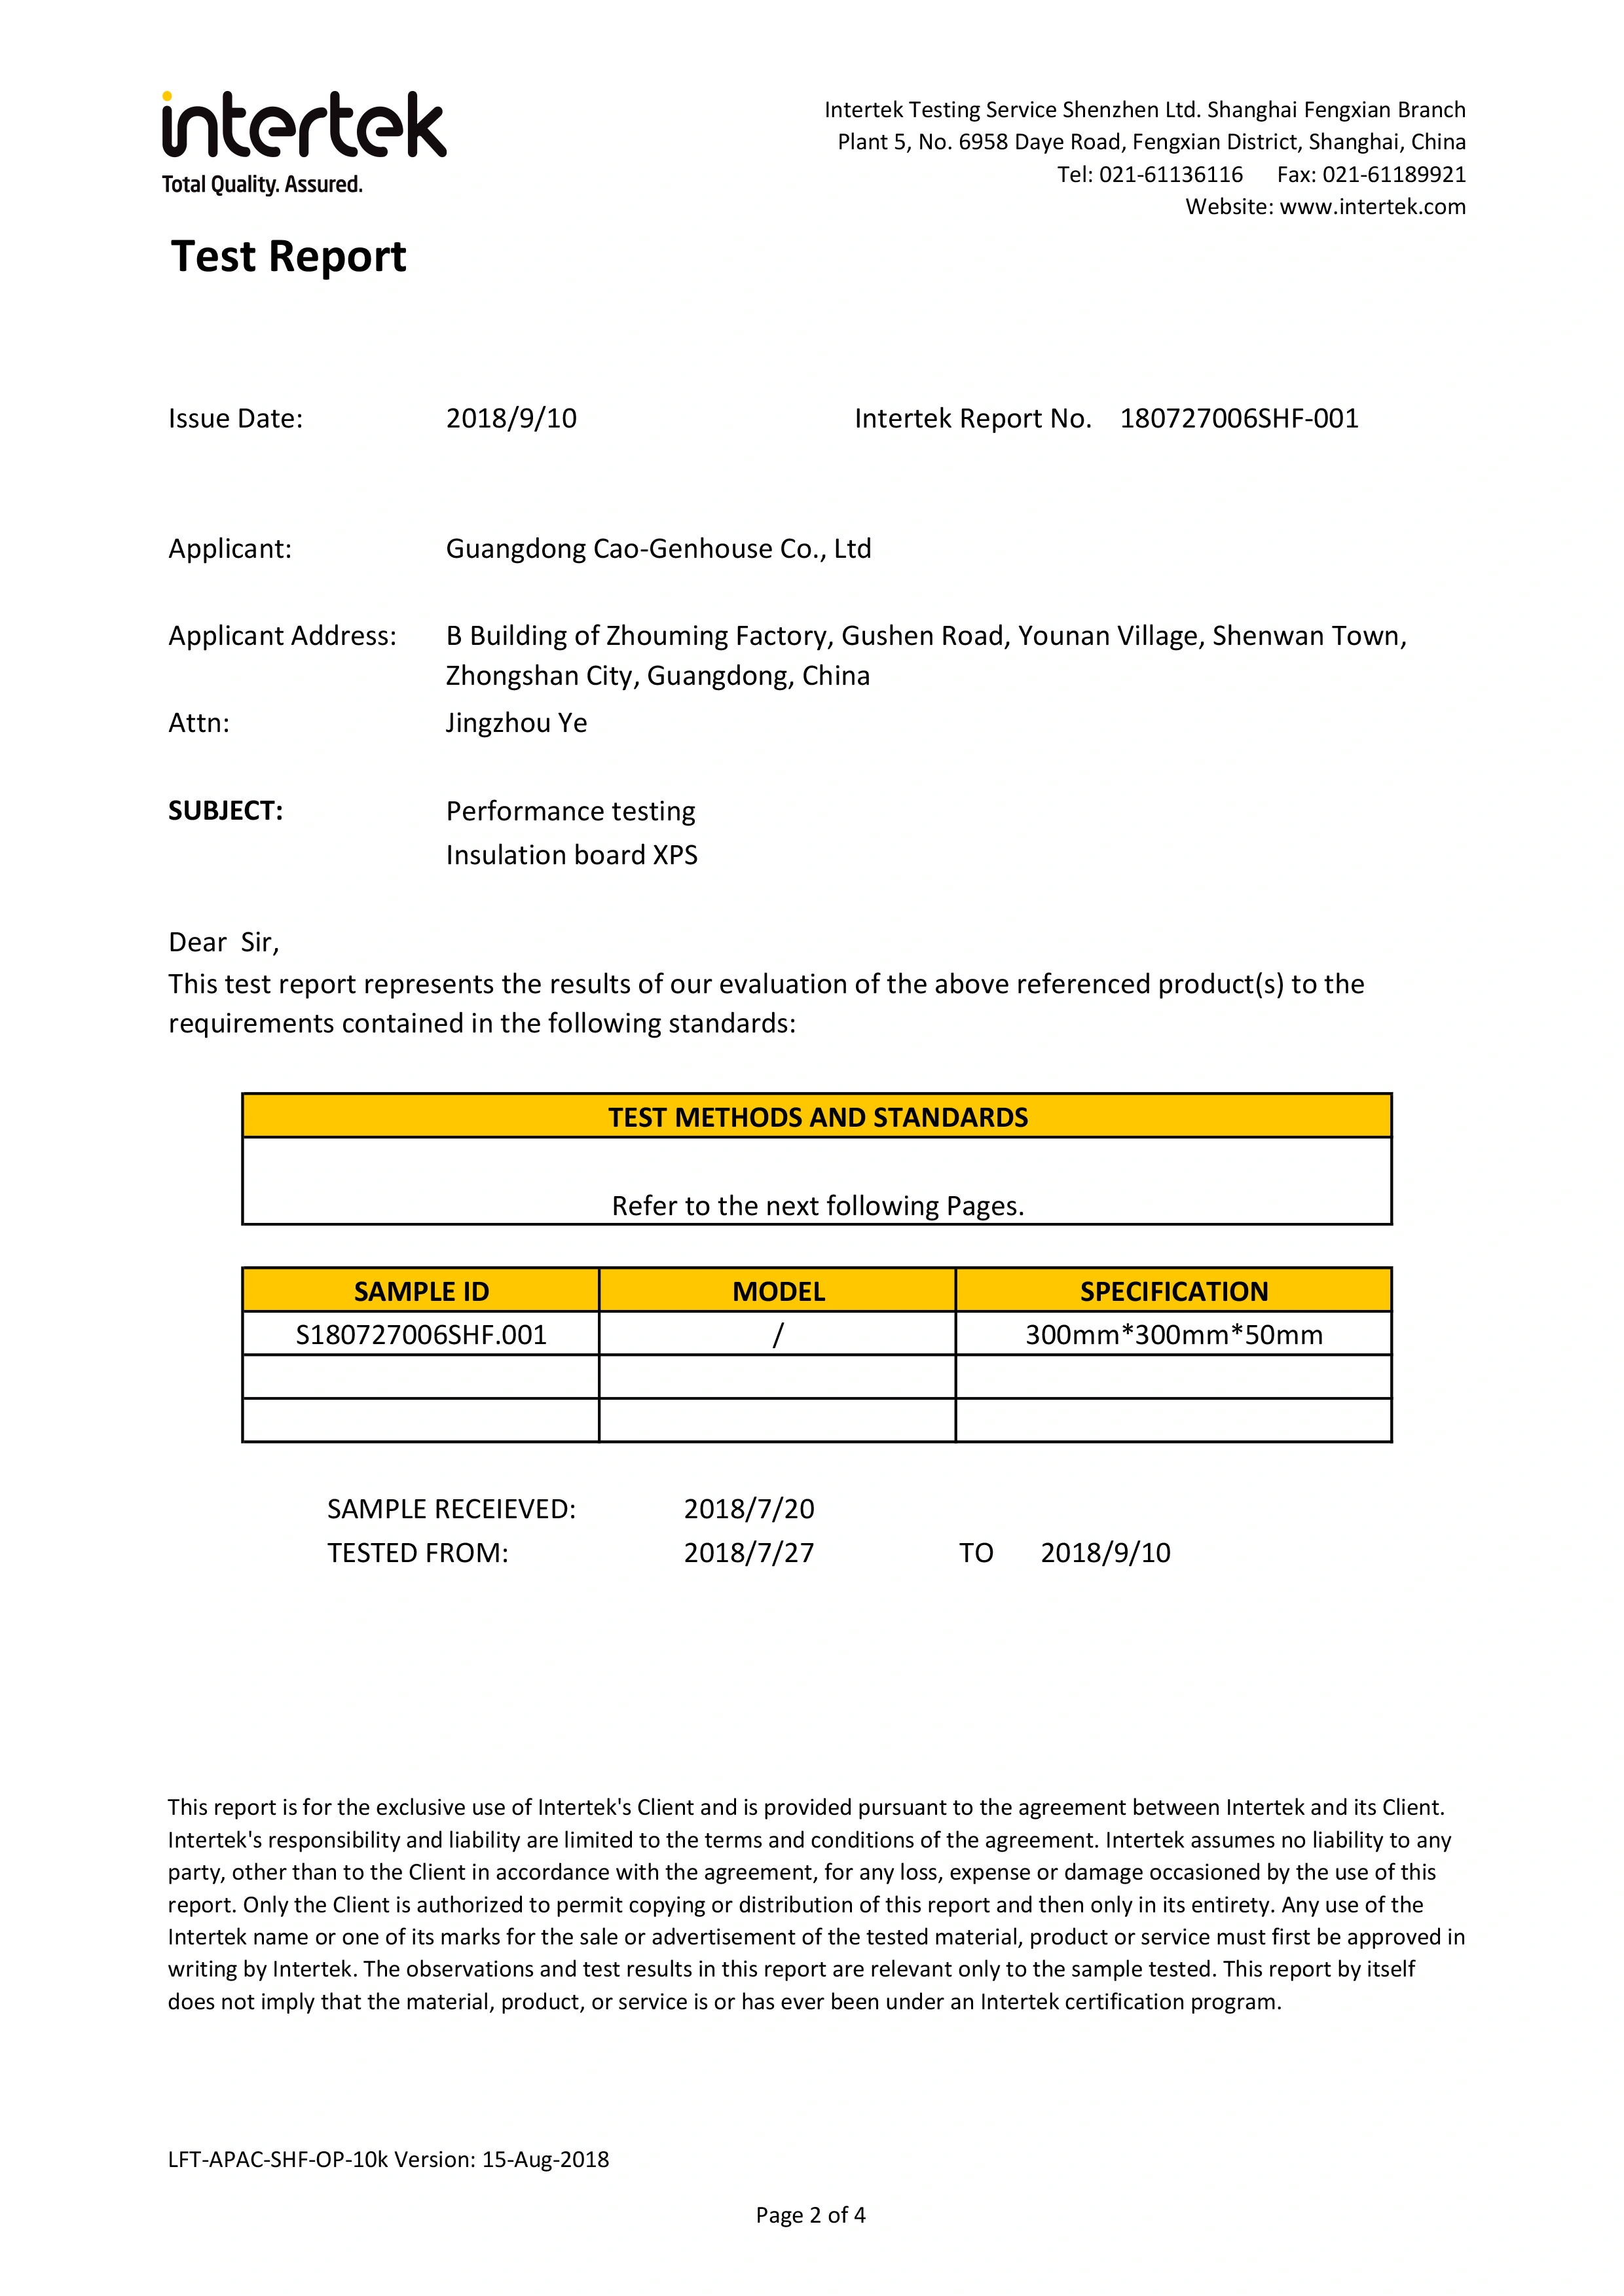 intertek
Total Quality. Assured.
Intertek Testing Service Shenzhen Ltd. Shanghai Fengxian Branch
Plant 5, No. 6958 Daye Road, Fengxian District, Shanghai, China
Tel: 021-61136116 Fax: 021-61189921
Website: www.intertek.com
Test Report
Issue Date: 2018/9/10 Intertek Report No. 180727006SHF-001
Applicant: Guangdong Cao-Genhouse Co., Ltd
Applicant Address: B Building of Zhouming Factory, Gushen Road, Younan Village, Shenwan Town,
Zhongshan City, Guangdong, China
Attn: Jingzhou Ye
SUBJECT: Performance testing
Insulation board XPS
Dear Sir,
This test report represents the results of our evaluation of the above referenced product(s) to the
requirements contained in the following standards:
TEST METHODS AND STANDARDS
Refer to the next following Pages.
SAMPLE ID MODEL SPECIFICATION
S180727006SHF.001 / 300mm*300mm*50mm
SAMPLE RECEIEVED: 2018/7/20
TESTED FROM: 2018/7/27 TO 2018/9/10
This report is for the exclusive use of Intertek's Client and is provided pursuant to the agreement between Intertek and its Client.
Intertek's responsibility and liability are limited to the terms and conditions of the agreement. Intertek assumes no liability to any
party, other than to the Client in accordance with the agreement, for any loss, expense or damage occasioned by the use of this
report. Only the Client is authorized to permit copying or distribution of this report and then only in its entirety. Any use of the
Intertek name or one of its marks for the sale or advertisement of the tested material, product or service must first be approved in
writing by Intertek. The observations and test results in this report are relevant only to the sample tested. This report by itself
does not imply that the material, product, or service is or has ever been under an Intertek certification program.
LFT-APAC-SHF-OP-10k Version: 15-Aug-2018
Page 2 of 4